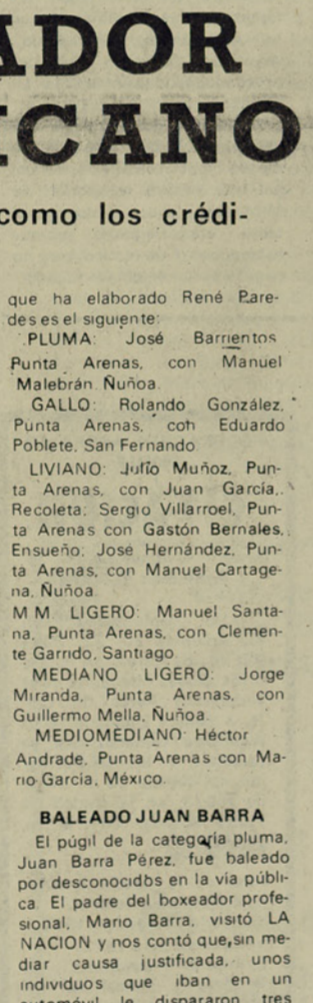 ADOR
ICANO
como los crédi-
que ha elaborado René Pare-
des es el siguiente:
PLUMA: José Barrientos
Punta Arenas, con Manuel
Malebrán. Ñuñoa.
GALLO: Rolando González,
Punta Arenas, con Eduardo
Poblete, San Fernando
LIVIANO: Julio Muñoz, Pun-
ta Arenas, con Juan García,
Recoleta; Sergio Villarroel, Pun-
ta Arenas con Gastón Bernales,
Ensueño; José Hernández, Pun-
ta Arenas, con Manuel Cartage-
na, Ñuñoa
M M LIGERO: Manuel Santa-
na, Punta Arenas, con Clemen-
te Garrido, Santiago
MEDIANO LIGERO: Jorge
Miranda, Punta Arenas, con
Guillermo Mella, Ñuñoa
MEDIOMEDIANO: Héctor
Andrade, Punta Arenas con Ma-
rio García, México.
BALEADO JUAN BARRA
El púgil de la categoría pluma,
Juan Barra Pérez, fue baleado
por desconocidos en la vía públi-
ca. El padre del boxeador profe-
sional, Mario Barra, visitó LA
NACION y nos contó que, sin me-
diar causa justificada, unos
individuos que iban en un
automóvil le dispararon tres